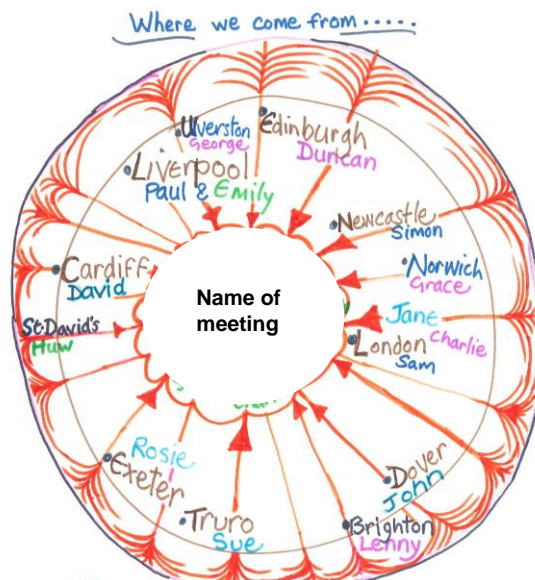 Where we come from.....
Ulverston
George
Edinburgh
Duncan
Liverpool
Paul & Emily
Newcastle
Simon
Cardiff
David
Norwich
Grace
Name of
meeting
St David's
Huw
Jane
Charlie
London
Sam
Rosie
Exeter
Dover
John
Truro
Sue
Brighton
Lenny